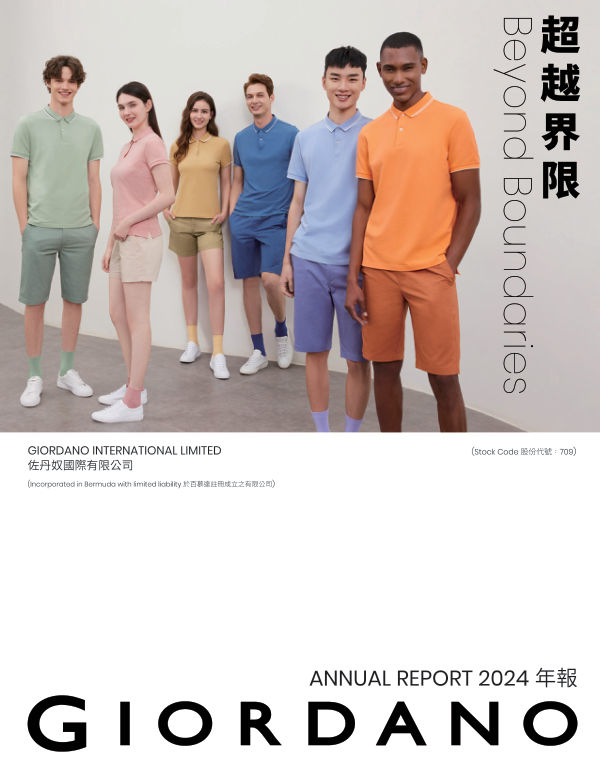 超越界限
Beyond Boundaries
GIORDANO INTERNATIONAL LIMITED
佐丹奴國際有限公司
(Stock Code 股份代號：709)
(Incorporated in Bermuda with limited liability 於百慕達註冊成立之有限公司)
ANNUAL REPORT 2024 年報
GIORDANO